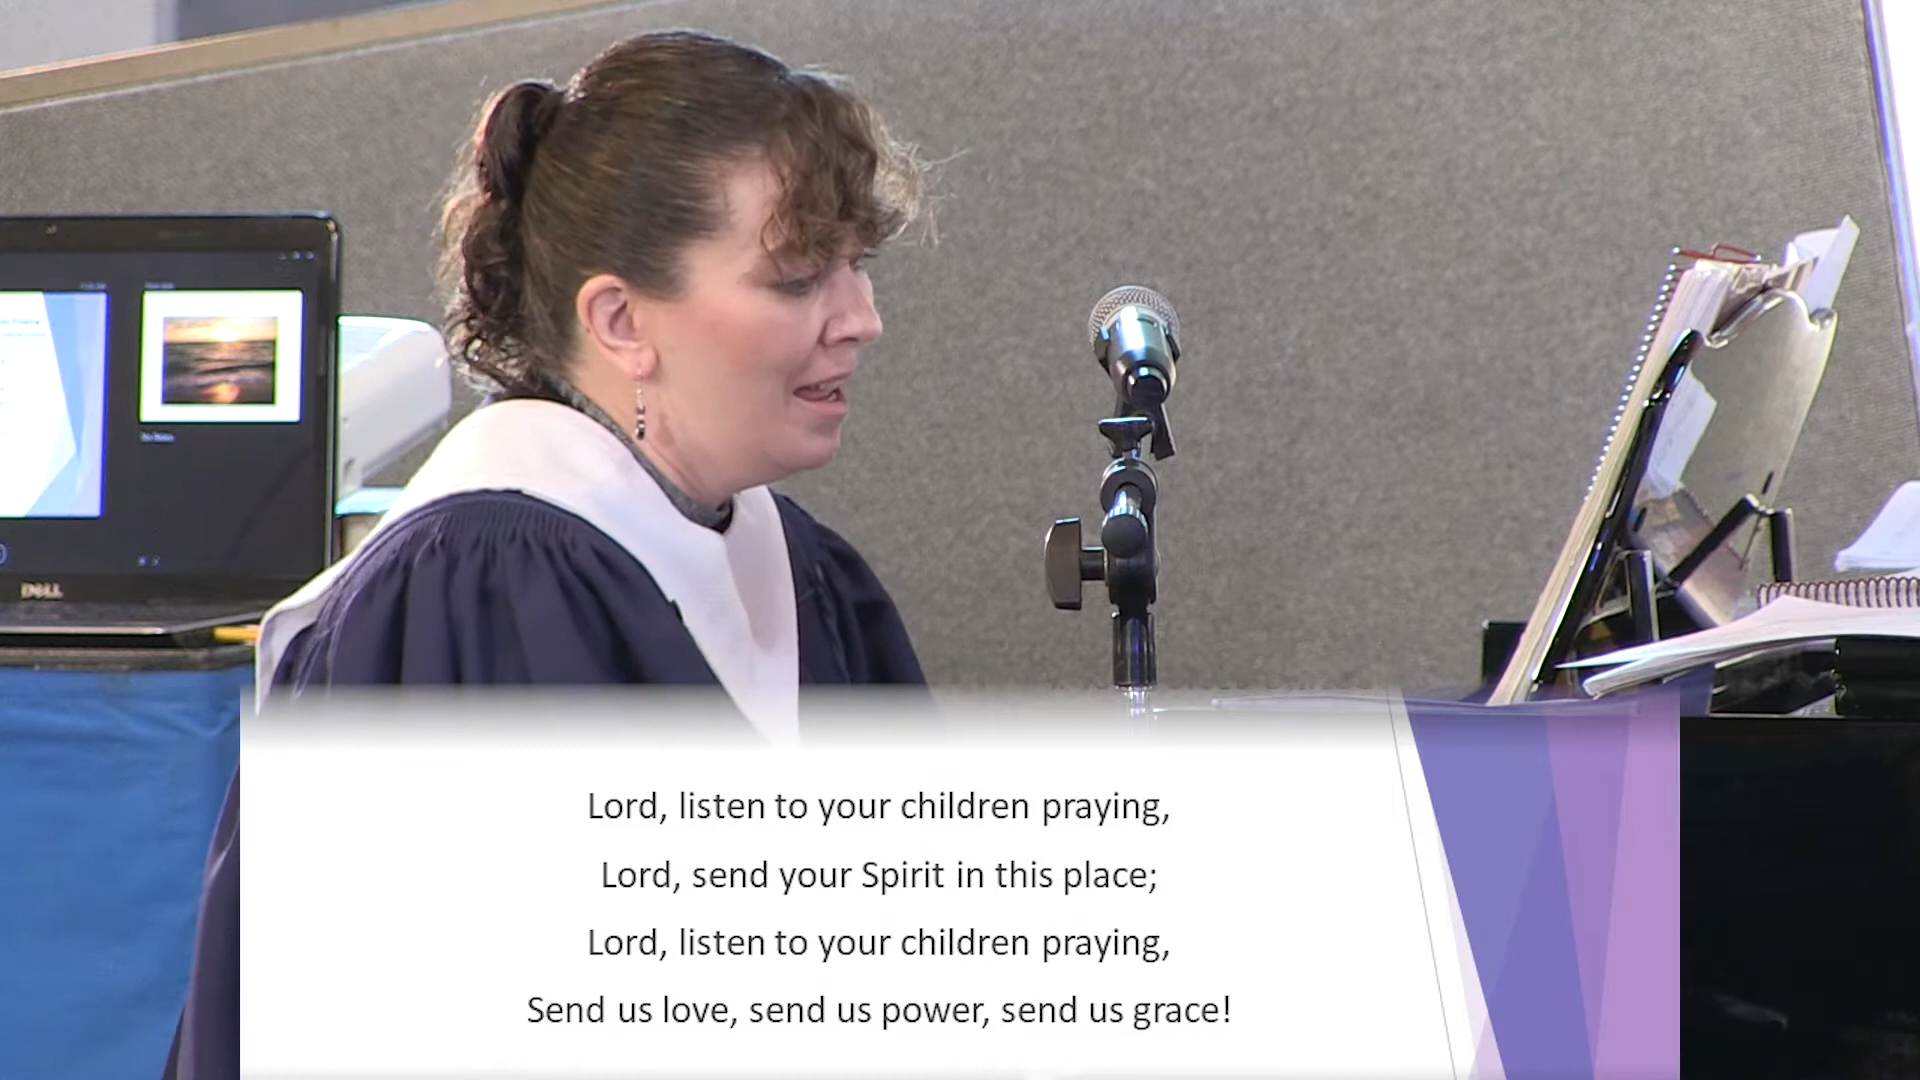 DELL
Lord, listen to your children praying,
Lord, send your Spirit in this place;
Lord, listen to your children praying,
Send us love, send us power, send us grace!